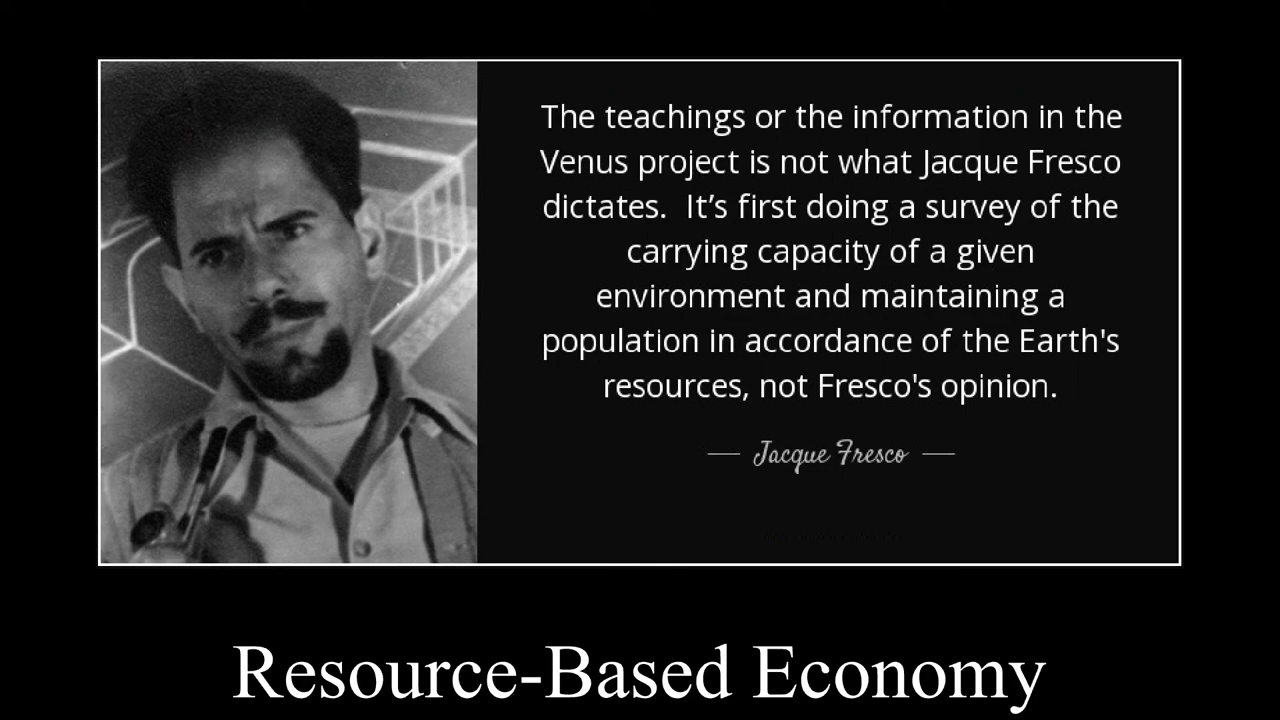 The teachings or the information in the
Venus project is not what Jacque Fresco
dictates.  It’s first doing a survey of the
carrying capacity of a given
environment and maintaining a
population in accordance of the Earth's
resources, not Fresco's opinion.
— Jacque Fresco —
Resource-Based Economy